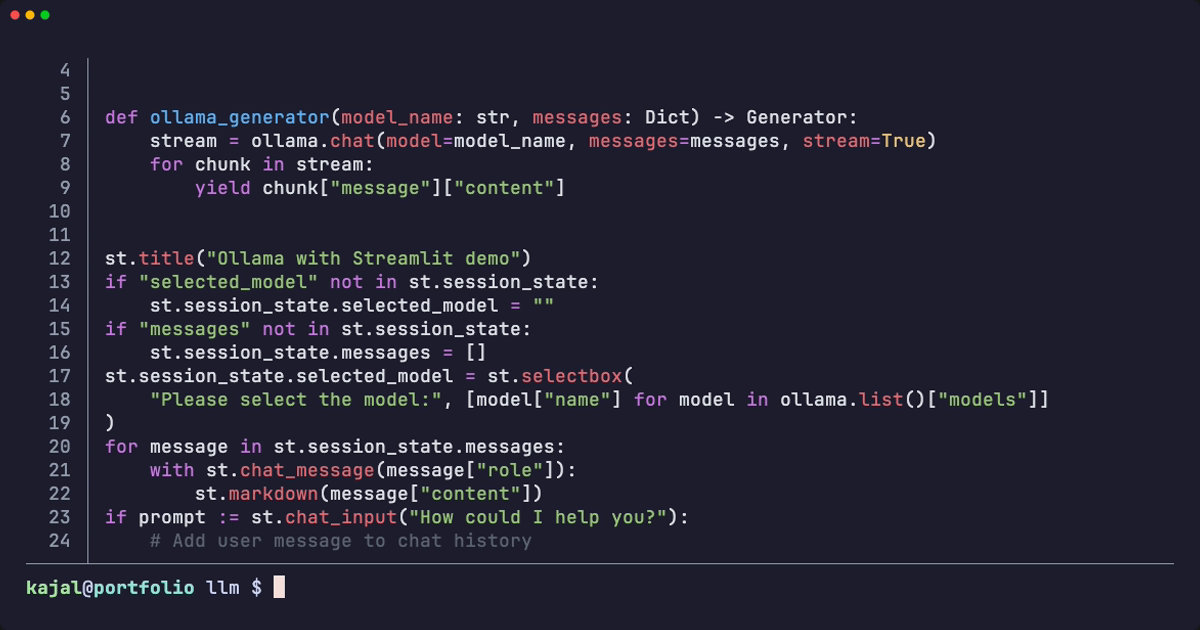 4
5
6 def ollama_generator(model_name: str, messages: Dict) -> Generator:
7     stream = ollama.chat(model=model_name, messages=messages, stream=True)
8     for chunk in stream:
9         yield chunk["message"]["content"]
10
11
12 st.title("Ollama with Streamlit demo")
13 if "selected_model" not in st.session_state:
14     st.session_state.selected_model = ""
15 if "messages" not in st.session_state:
16     st.session_state.messages = []
17 st.session_state.selected_model = st.selectbox(
18     "Please select the model:", [model["name"] for model in ollama.list()["models"]]
19 )
20 for message in st.session_state.messages:
21     with st.chat_message(message["role"]):
22         st.markdown(message["content"])
23 if prompt := st.chat_input("How could I help you?"):
24     # Add user message to chat history
kajal@portfolio llm $